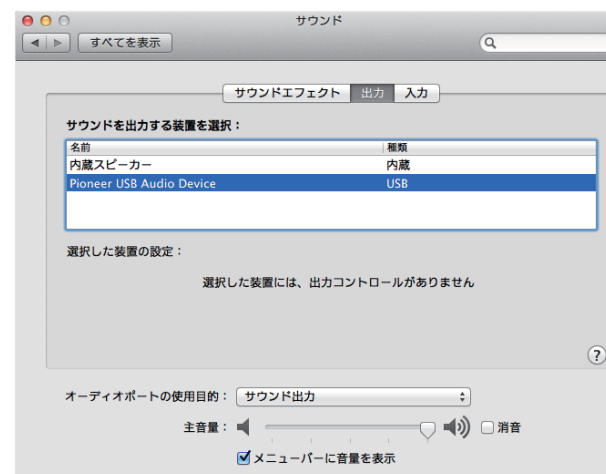 サウンド
すべてを表示
サウンドエフェクト 出力 入力
サウンドを出力する装置を選択：
名前 種類
内蔵スピーカー 内蔵
Pioneer USB Audio Device USB
選択した装置の設定：
選択した装置には、出力コントロールがありません
?
オーディオポートの使用目的： サウンド出力
主音量： 消音
メニューバーに音量を表示